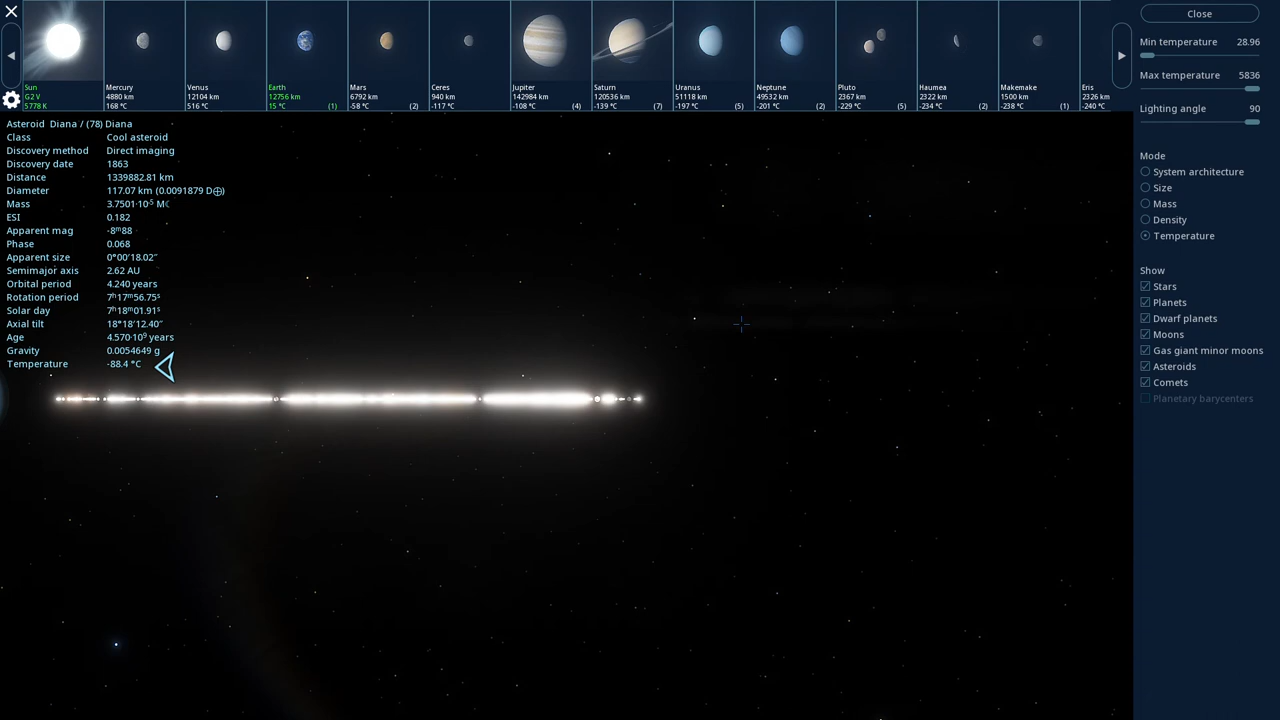 Sun
G2 V
5778 K
Mercury
4880 km
168 °C
Venus
12104 km
516 °C
Earth
12756 km
15 °C (1)
Mars
6792 km
-58 °C (2)
Ceres
940 km
-117 °C
Jupiter
142984 km
-108 °C (4)
Saturn
120536 km
-139 °C (7)
Uranus
51118 km
-197 °C (5)
Neptune
49532 km
-201 °C (2)
Pluto
2367 km
-229 °C (5)
Haumea
2322 km
-234 °C (2)
Makemake
1500 km
-238 °C (1)
Eris
2326 km
-240 °C
Asteroid Diana / (78) Diana
Class Cool asteroid
Discovery method Direct imaging
Discovery date 1863
Distance 1339882.81 km
Diameter 117.07 km (0.0091879 D⊕)
Mass 3.7501·10⁻⁵ M☾
ESI 0.182
Apparent mag -8ᵐ88
Phase 0.068
Apparent size 0°00'18.02"
Semimajor axis 2.62 AU
Orbital period 4.240 years
Rotation period 7ʰ17ᵐ56.75ˢ
Solar day 7ʰ18ᵐ01.91ˢ
Axial tilt 18°18'12.40"
Age 4.570·10⁹ years
Gravity 0.0054649 g
Temperature -88.4 °C
Close
Min temperature 28.96
Max temperature 5836
Lighting angle 90
Mode
System architecture
Size
Mass
Density
Temperature
Show
Stars
Planets
Dwarf planets
Moons
Gas giant minor moons
Asteroids
Comets
Planetary barycenters